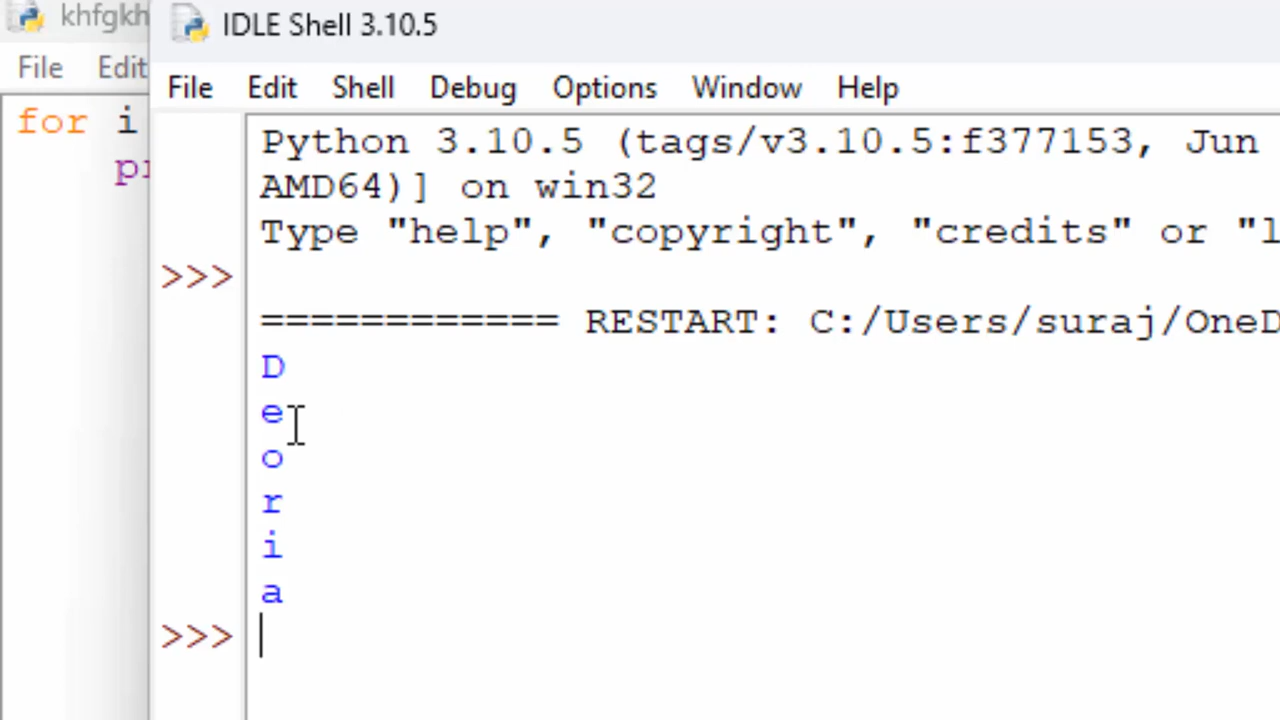 khfgkh
IDLE Shell 3.10.5
File Edit
File Edit Shell Debug Options Window Help
for i
Python 3.10.5 (tags/v3.10.5:f377153, Jun
AMD64)] on win32
Type "help", "copyright", "credits" or "l
>>>
============ RESTART: C:/Users/suraj/OneD
D
e
o
r
i
a
>>>